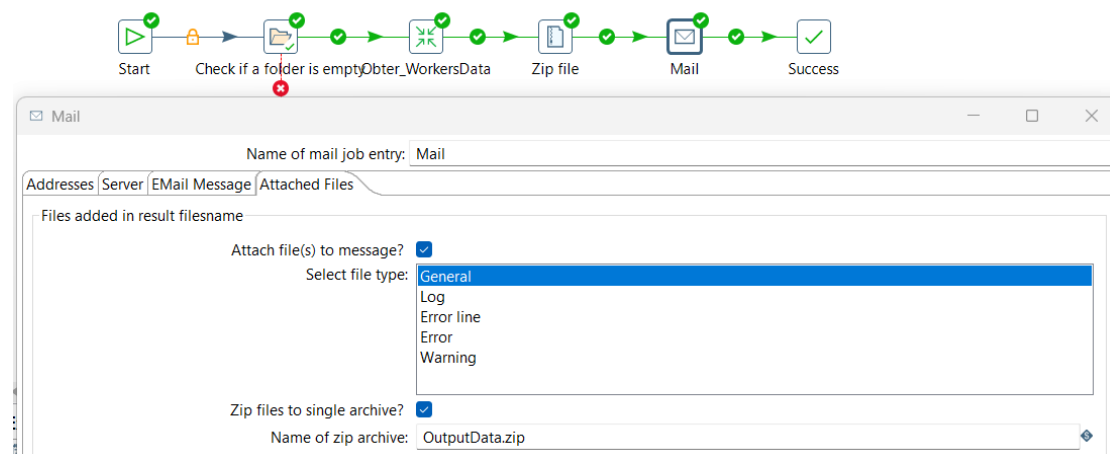 Start
Check if a folder is empty
Obter_WorkersData
Zip file
Mail
Success
Mail
Name of mail job entry: Mail
Addresses Server EMail Message Attached Files
Files added in result filename
Attach file(s) to message?
Select file type: General
Log
Error line
Error
Warning
Zip files to single archive?
Name of zip archive: OutputData.zip